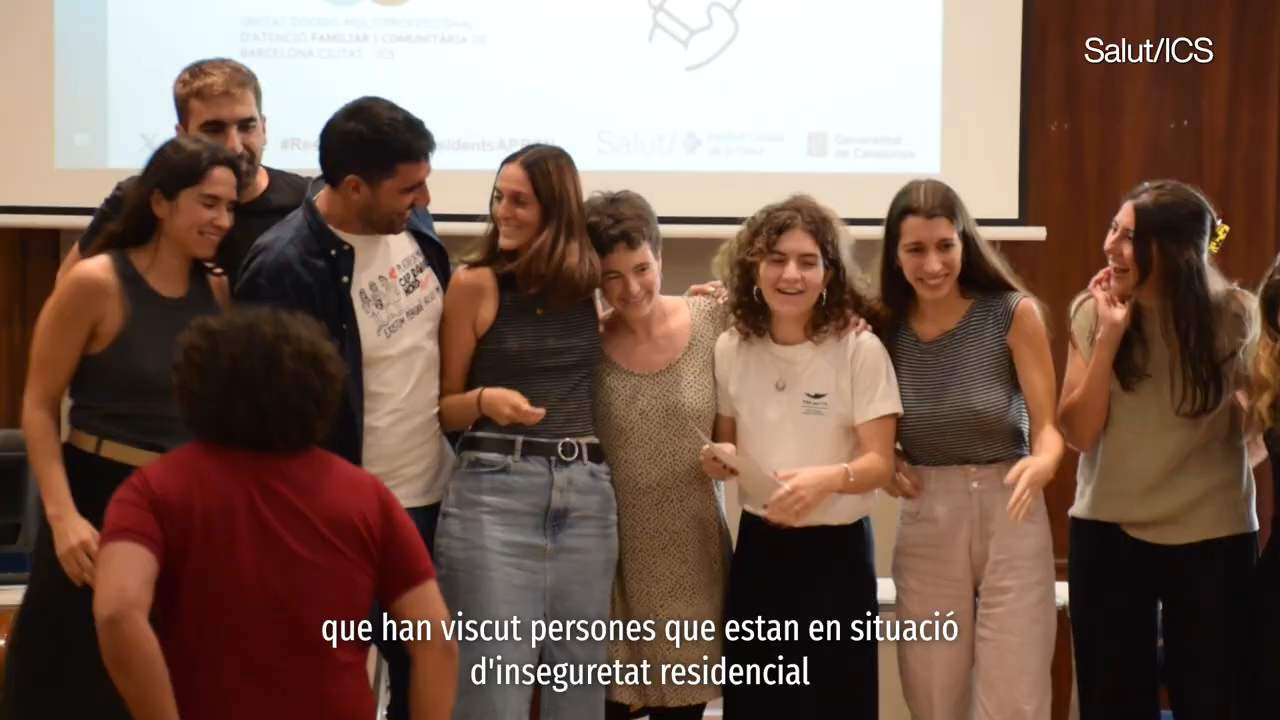 UNITAT DOCENT MULTIPROFESSIONAL
D'ATENCIÓ FAMILIAR I COMUNITÀRIA DE
BARCELONA CIUTAT · ICS
Salut/ICS
Salut/
Generalitat
de Catalunya
que han viscut persones que estan en situació
d'inseguretat residencial